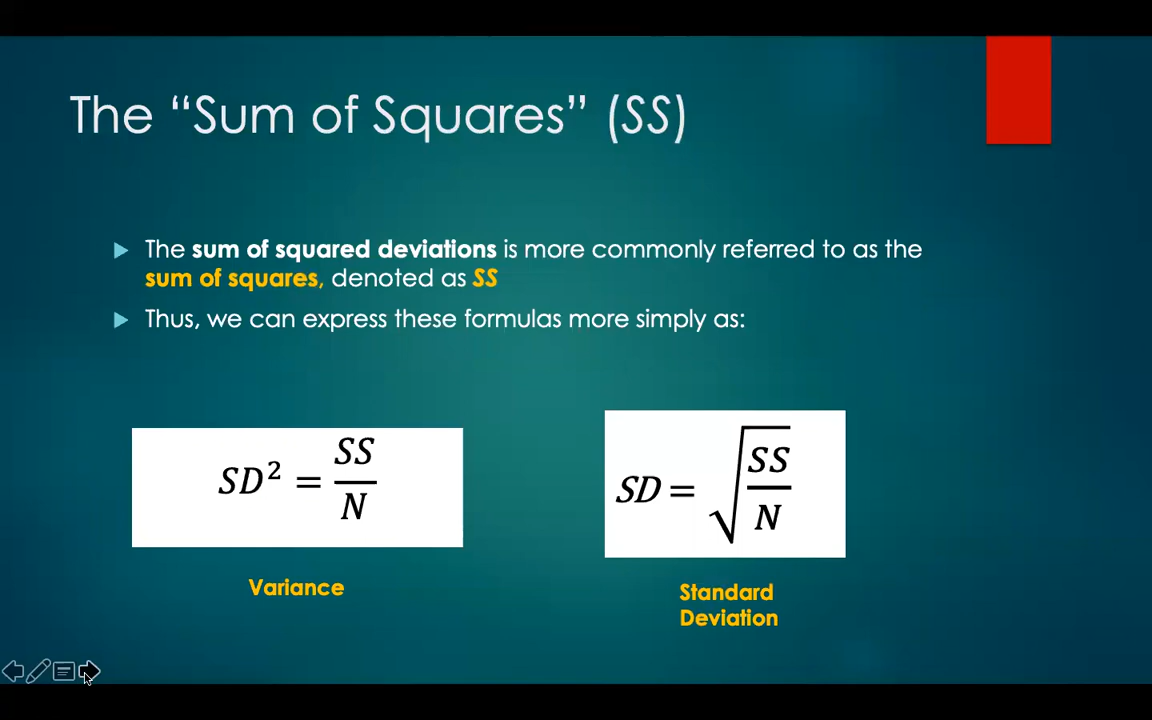 The “Sum of Squares” (SS)
The sum of squared deviations is more commonly referred to as the
sum of squares, denoted as SS
Thus, we can express these formulas more simply as:
SD² = SS/N
SD = √(SS/N)
Variance
Standard
Deviation